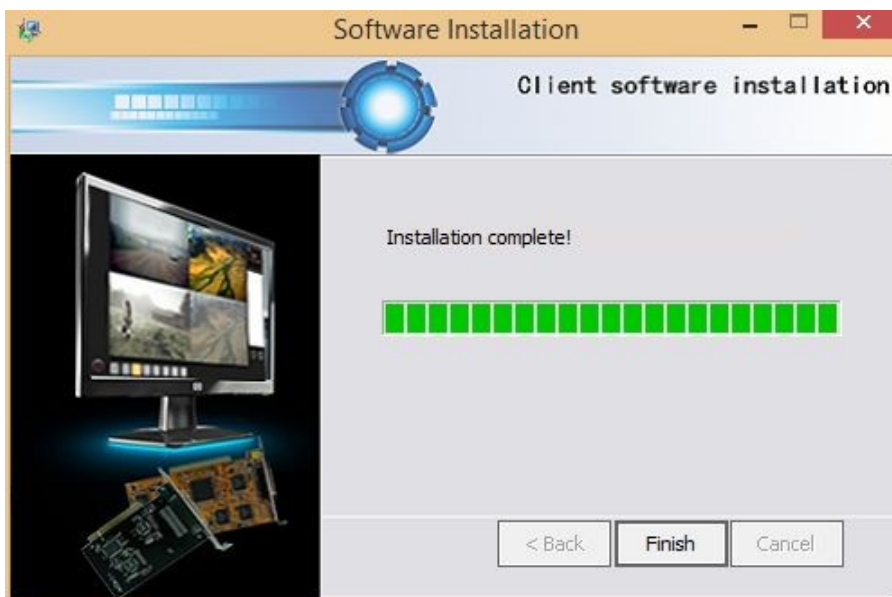 Software Installation
Client software installation
Installation complete!
< Back
Finish
Cancel